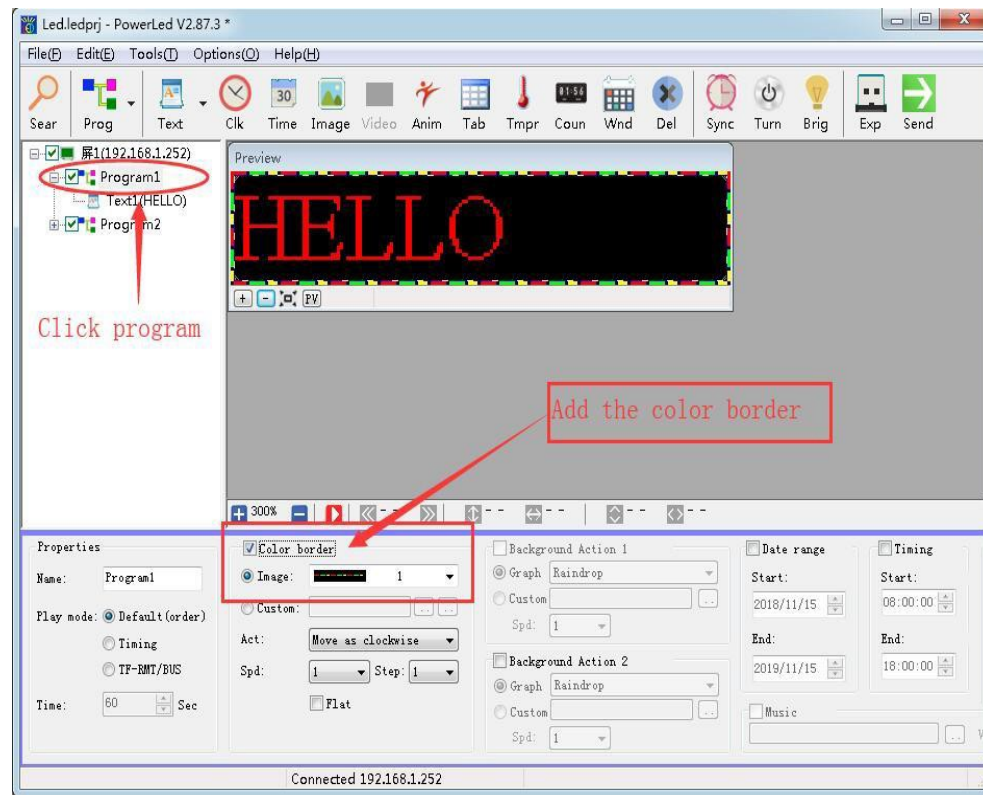 Led.ledprj - PowerLed V2.87.3 *
File(F) Edit(E) Tools(T) Options(O) Help(H)
30 01:56
Sear Prog Text Clk Time Image Video Anim Tab Tmpr Coun Wnd Del Sync Turn Brig Exp Send
屏1(192.168.1.252)
Program1
Text1(HELLO)
Program2
Click program
Preview
HELLO
+ - PV
Add the color border
300% -- -- -- -- --
Properties
Name: Program1
Play mode: Default(order)
Timing
TF-RMT/BUS
Time: 60 Sec
Color border
Image: 1
Custom: .. ..
Act: Move as clockwise
Spd: 1 Step: 1
Flat
Background Action 1
Graph Raindrop
Custom ..
Spd: 1
Background Action 2
Graph Raindrop
Custom ..
Spd: 1
Date range
Start:
2018/11/15
End:
2019/11/15
Timing
Start:
08:00:00
End:
18:00:00
Music
..
Connected 192.168.1.252